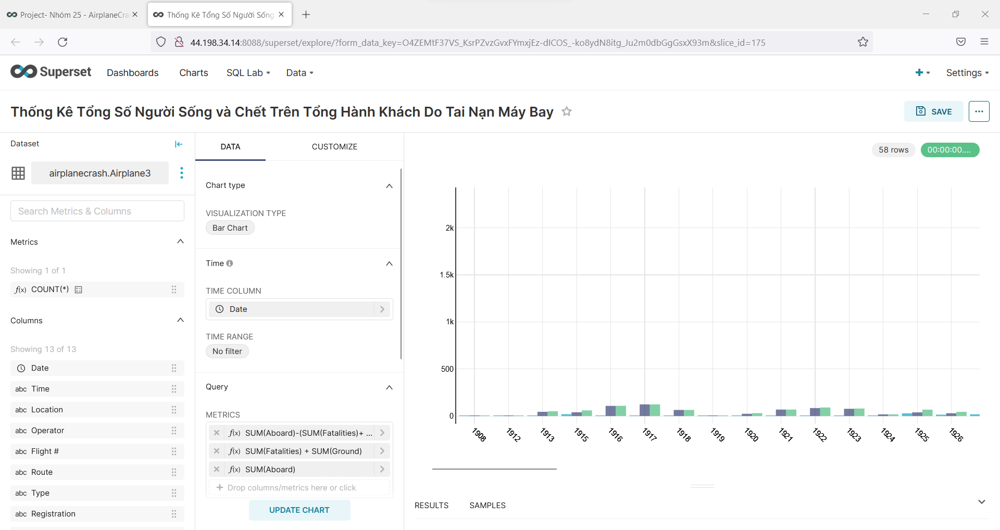 Project- Nhóm 25 - AirplaneCra
Thống Kê Tổng Số Người Sống
44.198.34.14:8088/superset/explore/?form_data_key=O4ZEMtF37VS_KsrPZvzGvxFYmxjEz-dICOS_-ko8ydN8itg_Ju2m0dbGgGsxX93m&slice_id=175
Superset
Dashboards
Charts
SQL Lab
Data
Settings
Thống Kê Tổng Số Người Sống và Chết Trên Tổng Hành Khách Do Tai Nạn Máy Bay
SAVE
Dataset
airplanecrash.Airplane3
Search Metrics & Columns
Metrics
Showing 1 of 1
f(x) COUNT(*)
Columns
Showing 13 of 13
Date
abc Time
abc Location
abc Operator
abc Flight #
abc Route
abc Type
abc Registration
DATA
CUSTOMIZE
Chart type
VISUALIZATION TYPE
Bar Chart
Time
TIME COLUMN
Date
TIME RANGE
No filter
Query
METRICS
f(x) SUM(Aboard)-(SUM(Fatalities)+ ...
f(x) SUM(Fatalities) + SUM(Ground)
f(x) SUM(Aboard)
Drop columns/metrics here or click
UPDATE CHART
58 rows
00:00:00....
2k
1.5k
1k
500
0
1908
1912
1913
1915
1916
1917
1918
1919
1920
1921
1922
1923
1924
1925
1926
RESULTS
SAMPLES